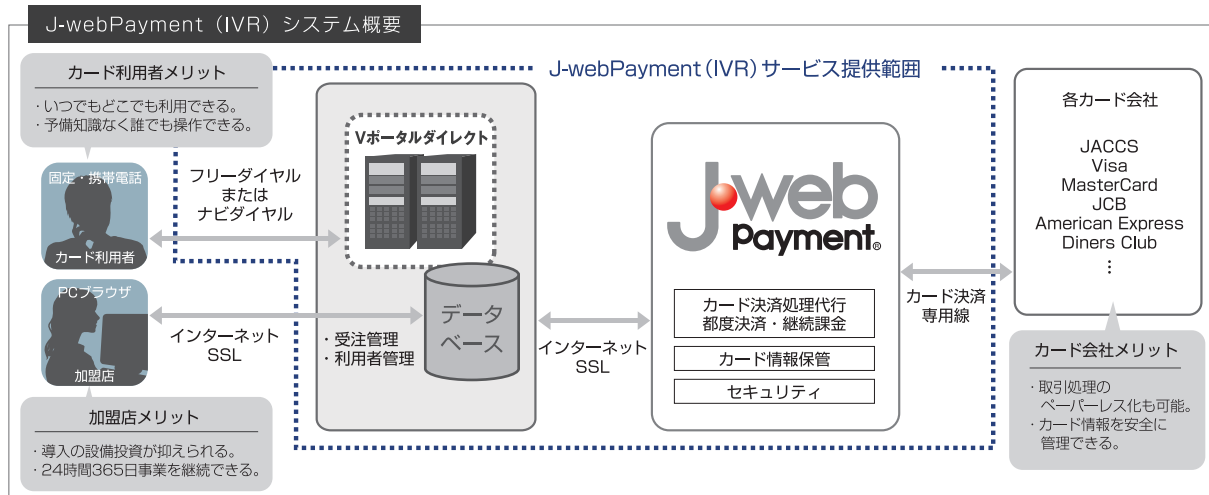 J-webPayment（IVR）システム概要
カード利用者メリット
・いつでもどこでも利用できる。
・予備知識なく誰でも操作できる。
固定・携帯電話
カード利用者
PCブラウザ
加盟店
加盟店メリット
・導入の設備投資が抑えられる。
・24時間365日事業を継続できる。
フリーダイヤル
または
ナビダイヤル
インターネット
SSL
J-webPayment（IVR）サービス提供範囲
Vポータルダイレクト
データ
ベース
・受注管理
・利用者管理
インターネット
SSL
J-web
Payment®
カード決済処理代行
都度決済・継続課金
カード情報保管
セキュリティ
カード決済
専用線
各カード会社
JACCS
Visa
MasterCard
JCB
American Express
Diners Club
⋮
カード会社メリット
・取引処理の
ペーパーレス化も可能。
・カード情報を安全に
管理できる。